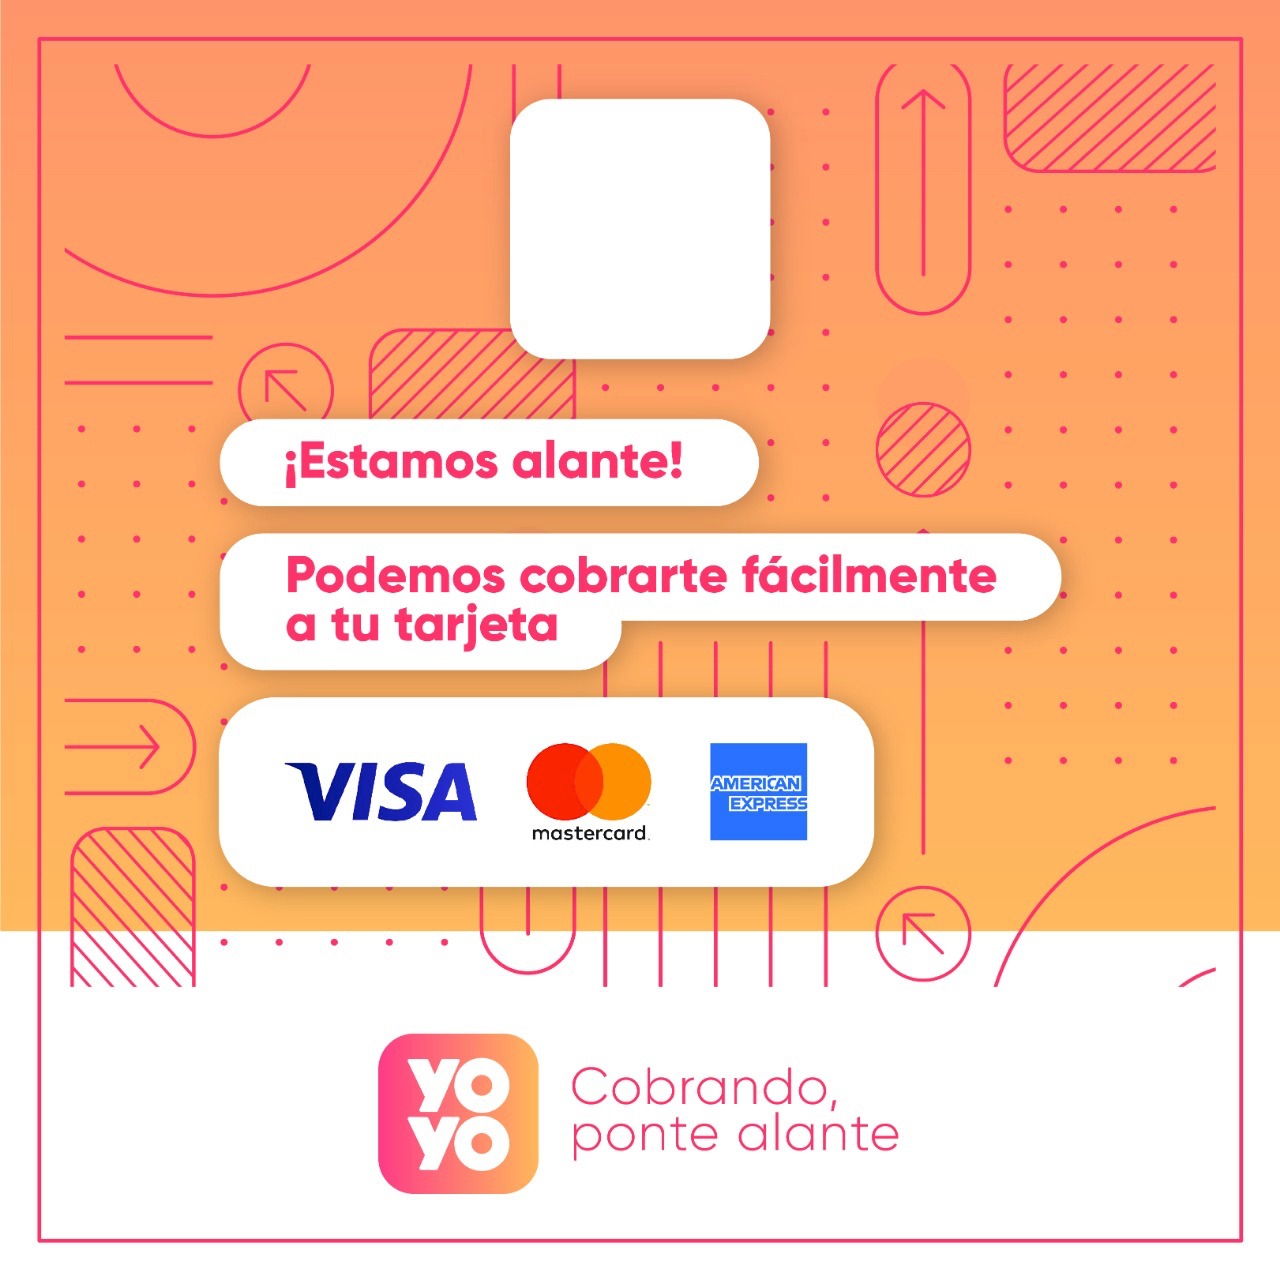 ¡Estamos alante!
Podemos cobrarte fácilmente
a tu tarjeta
VISA
mastercard.
AMERICAN
EXPRESS
YO
YO
Cobrando,
ponte alante